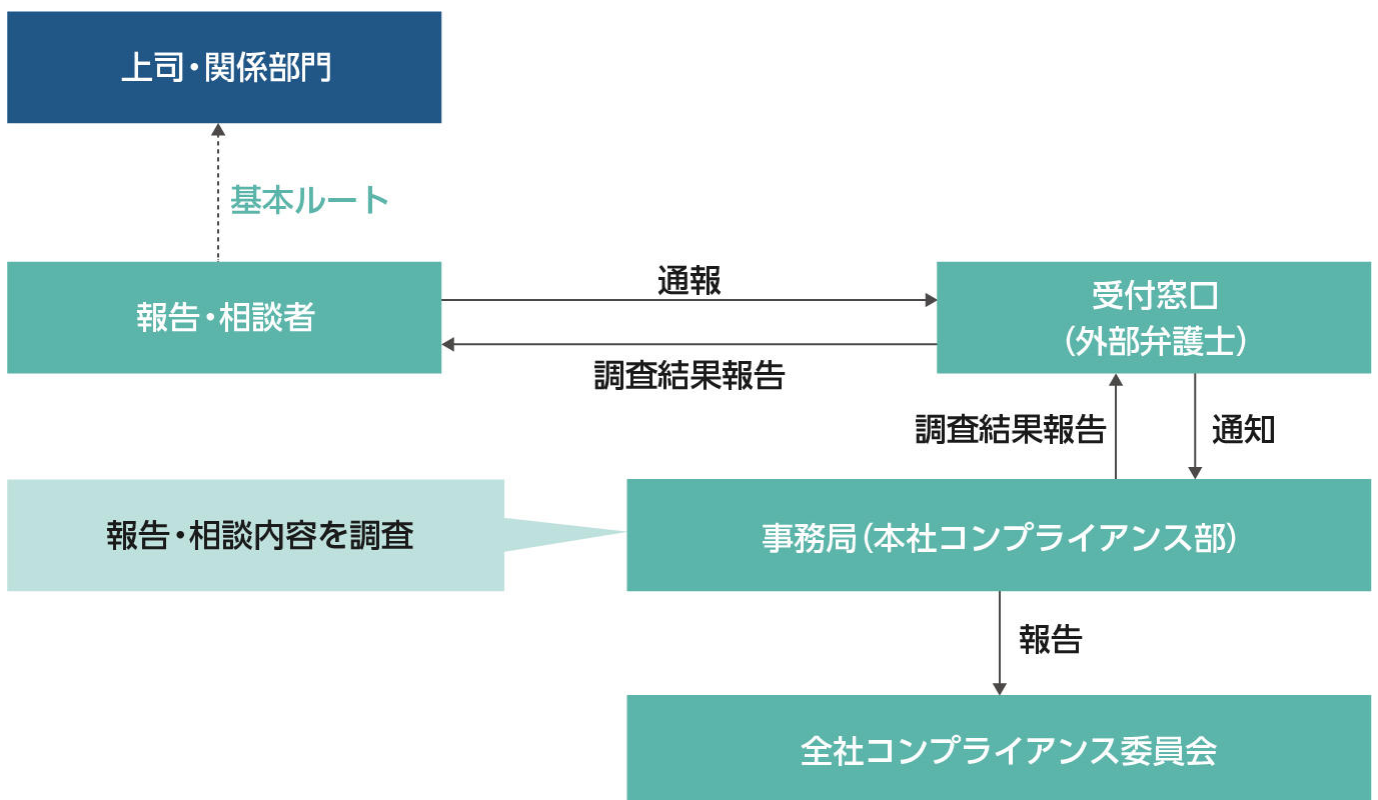 上司・関係部門
基本ルート
報告・相談者
通報
調査結果報告
受付窓口
（外部弁護士）
調査結果報告
通知
報告・相談内容を調査
事務局（本社コンプライアンス部）
報告
全社コンプライアンス委員会